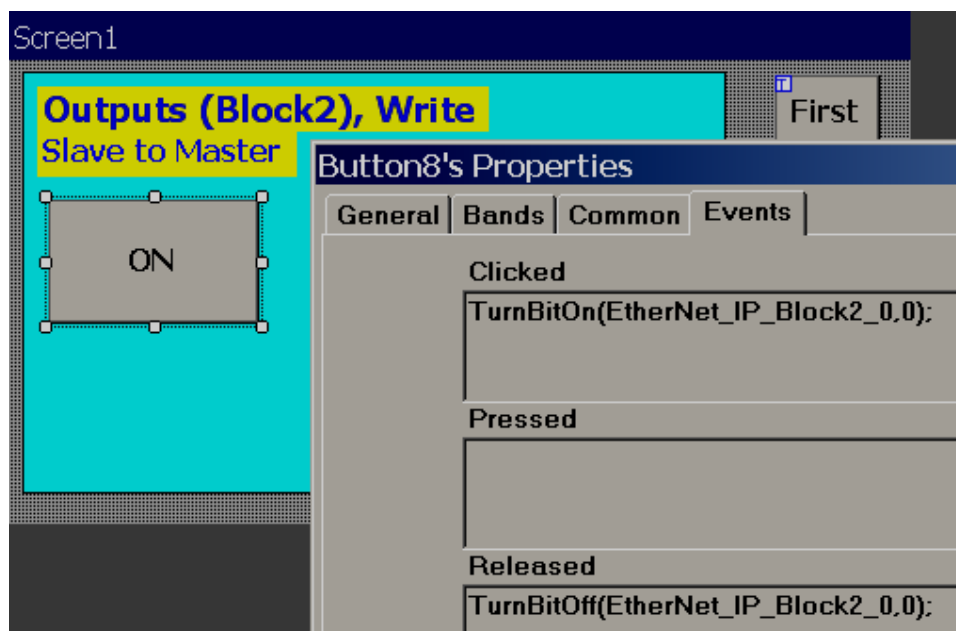 Screen1
Outputs (Block2), Write
Slave to Master
ON
T
First
Button8's Properties
General Bands Common Events
Clicked
TurnBitOn(EtherNet_IP_Block2_0,0);
Pressed
Released
TurnBitOff(EtherNet_IP_Block2_0,0);